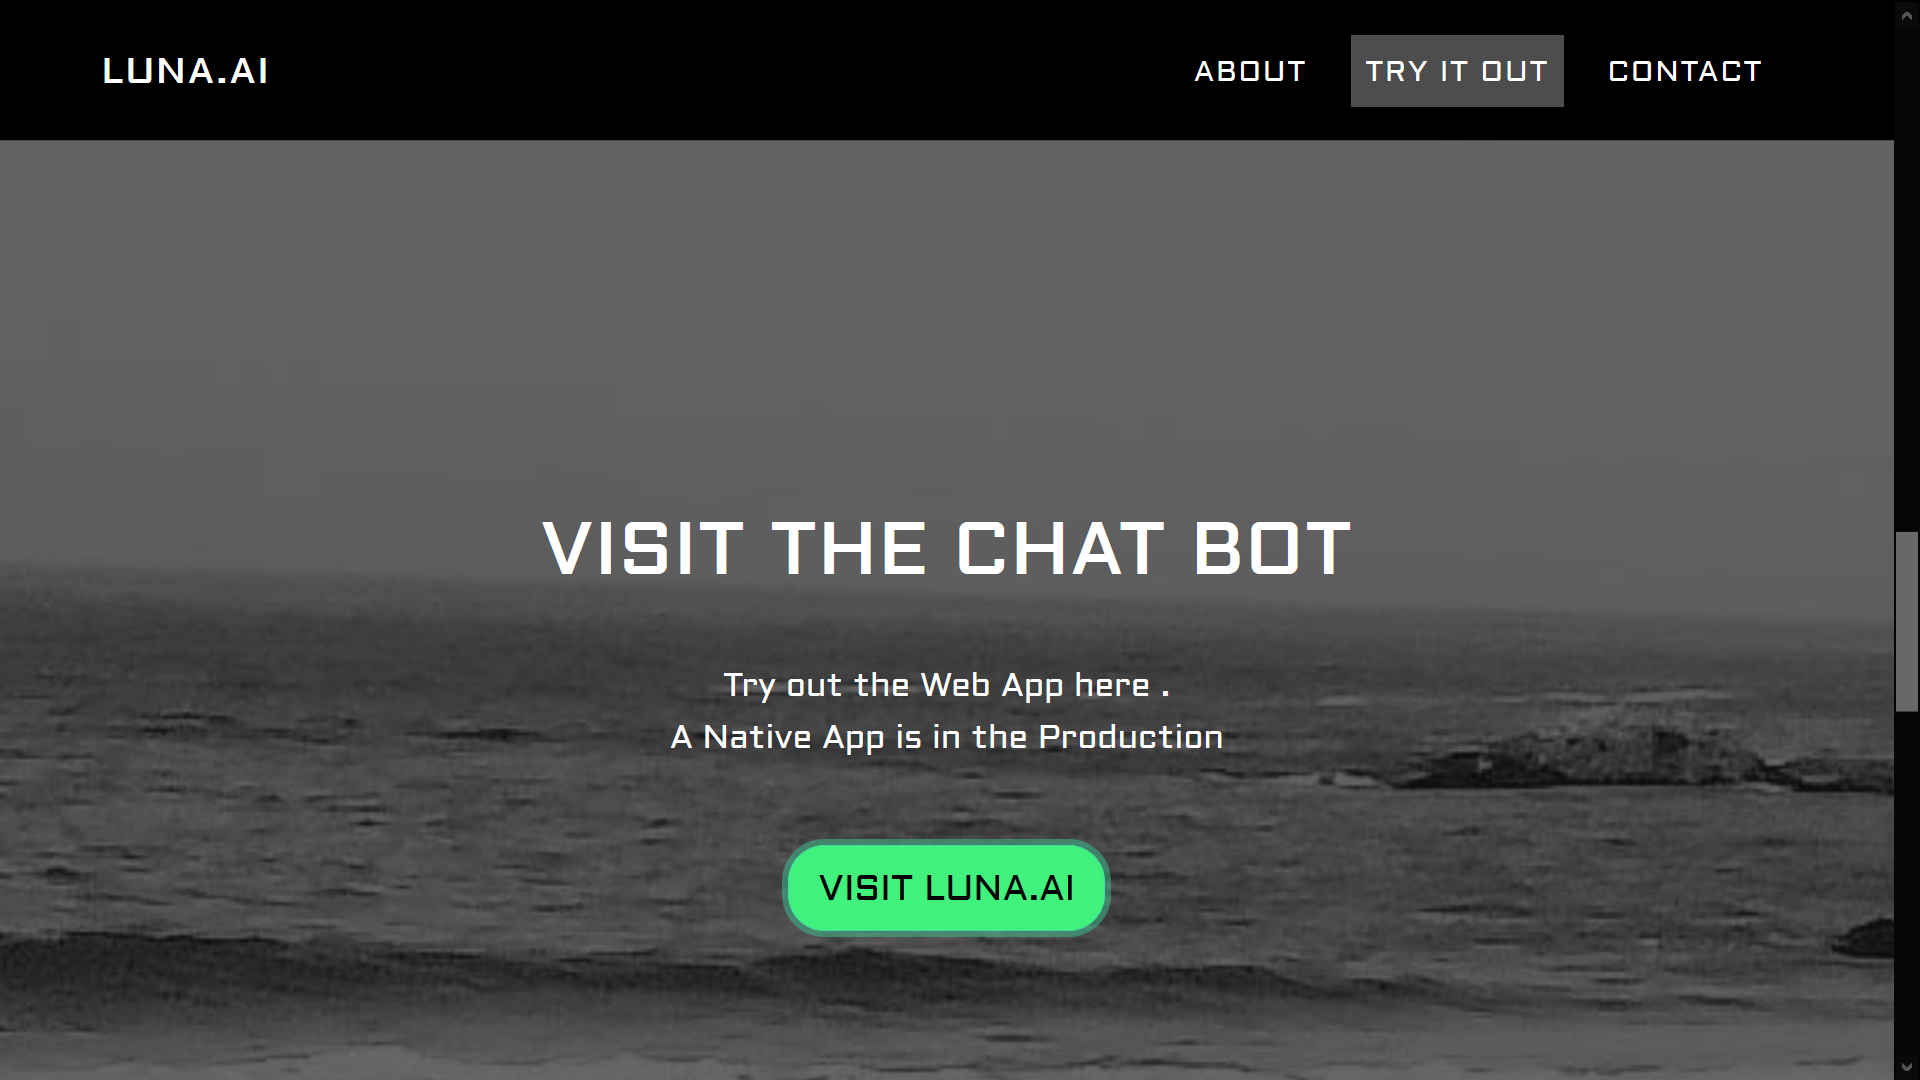 LUNA.AI
ABOUT TRY IT OUT CONTACT
VISIT THE CHAT BOT
Try out the Web App here .
A Native App is in the Production
VISIT LUNA.AI